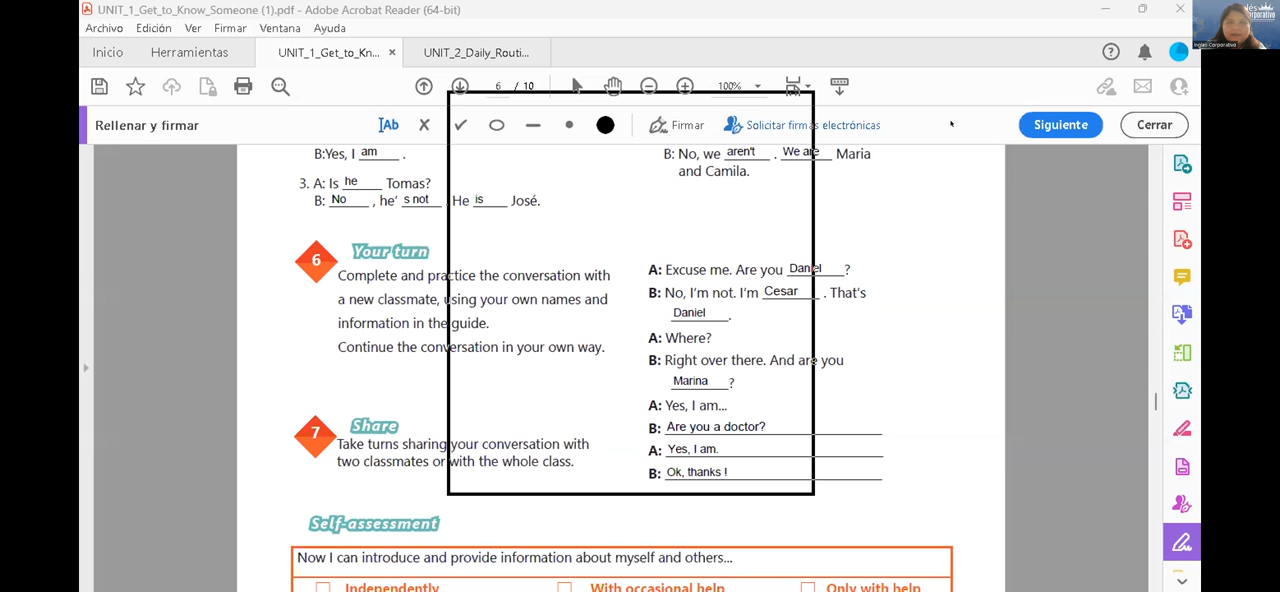 UNIT_1_Get_to_Know_Someone (1).pdf - Adobe Acrobat Reader (64-bit)
Archivo Edición Ver Firmar Ventana Ayuda
Inicio Herramientas UNIT_1_Get_to_Kn... × UNIT_2_Daily_Routi...
6 / 10 100%
Rellenar y firmar Ab Firmar Solicitar firmas electrónicas Siguiente Cerrar
Corporativo
Inglés Corporativo
B:Yes, I am .
3. A: Is he Tomas?
B: No , he' s not . He is José.
B: No, we aren't . We are Maria
and Camila.
6 Your turn
Complete and practice the conversation with
a new classmate, using your own names and
information in the guide.
Continue the conversation in your own way.
7 Share
Take turns sharing your conversation with
two classmates or with the whole class.
A: Excuse me. Are you Daniel ?
B: No, I'm not. I'm Cesar . That's
Daniel .
A: Where?
B: Right over there. And are you
Marina ?
A: Yes, I am...
B: Are you a doctor?
A: Yes, I am.
B: Ok, thanks !
Self-assessment
Now I can introduce and provide information about myself and others...
Independently With occasional help Only with help